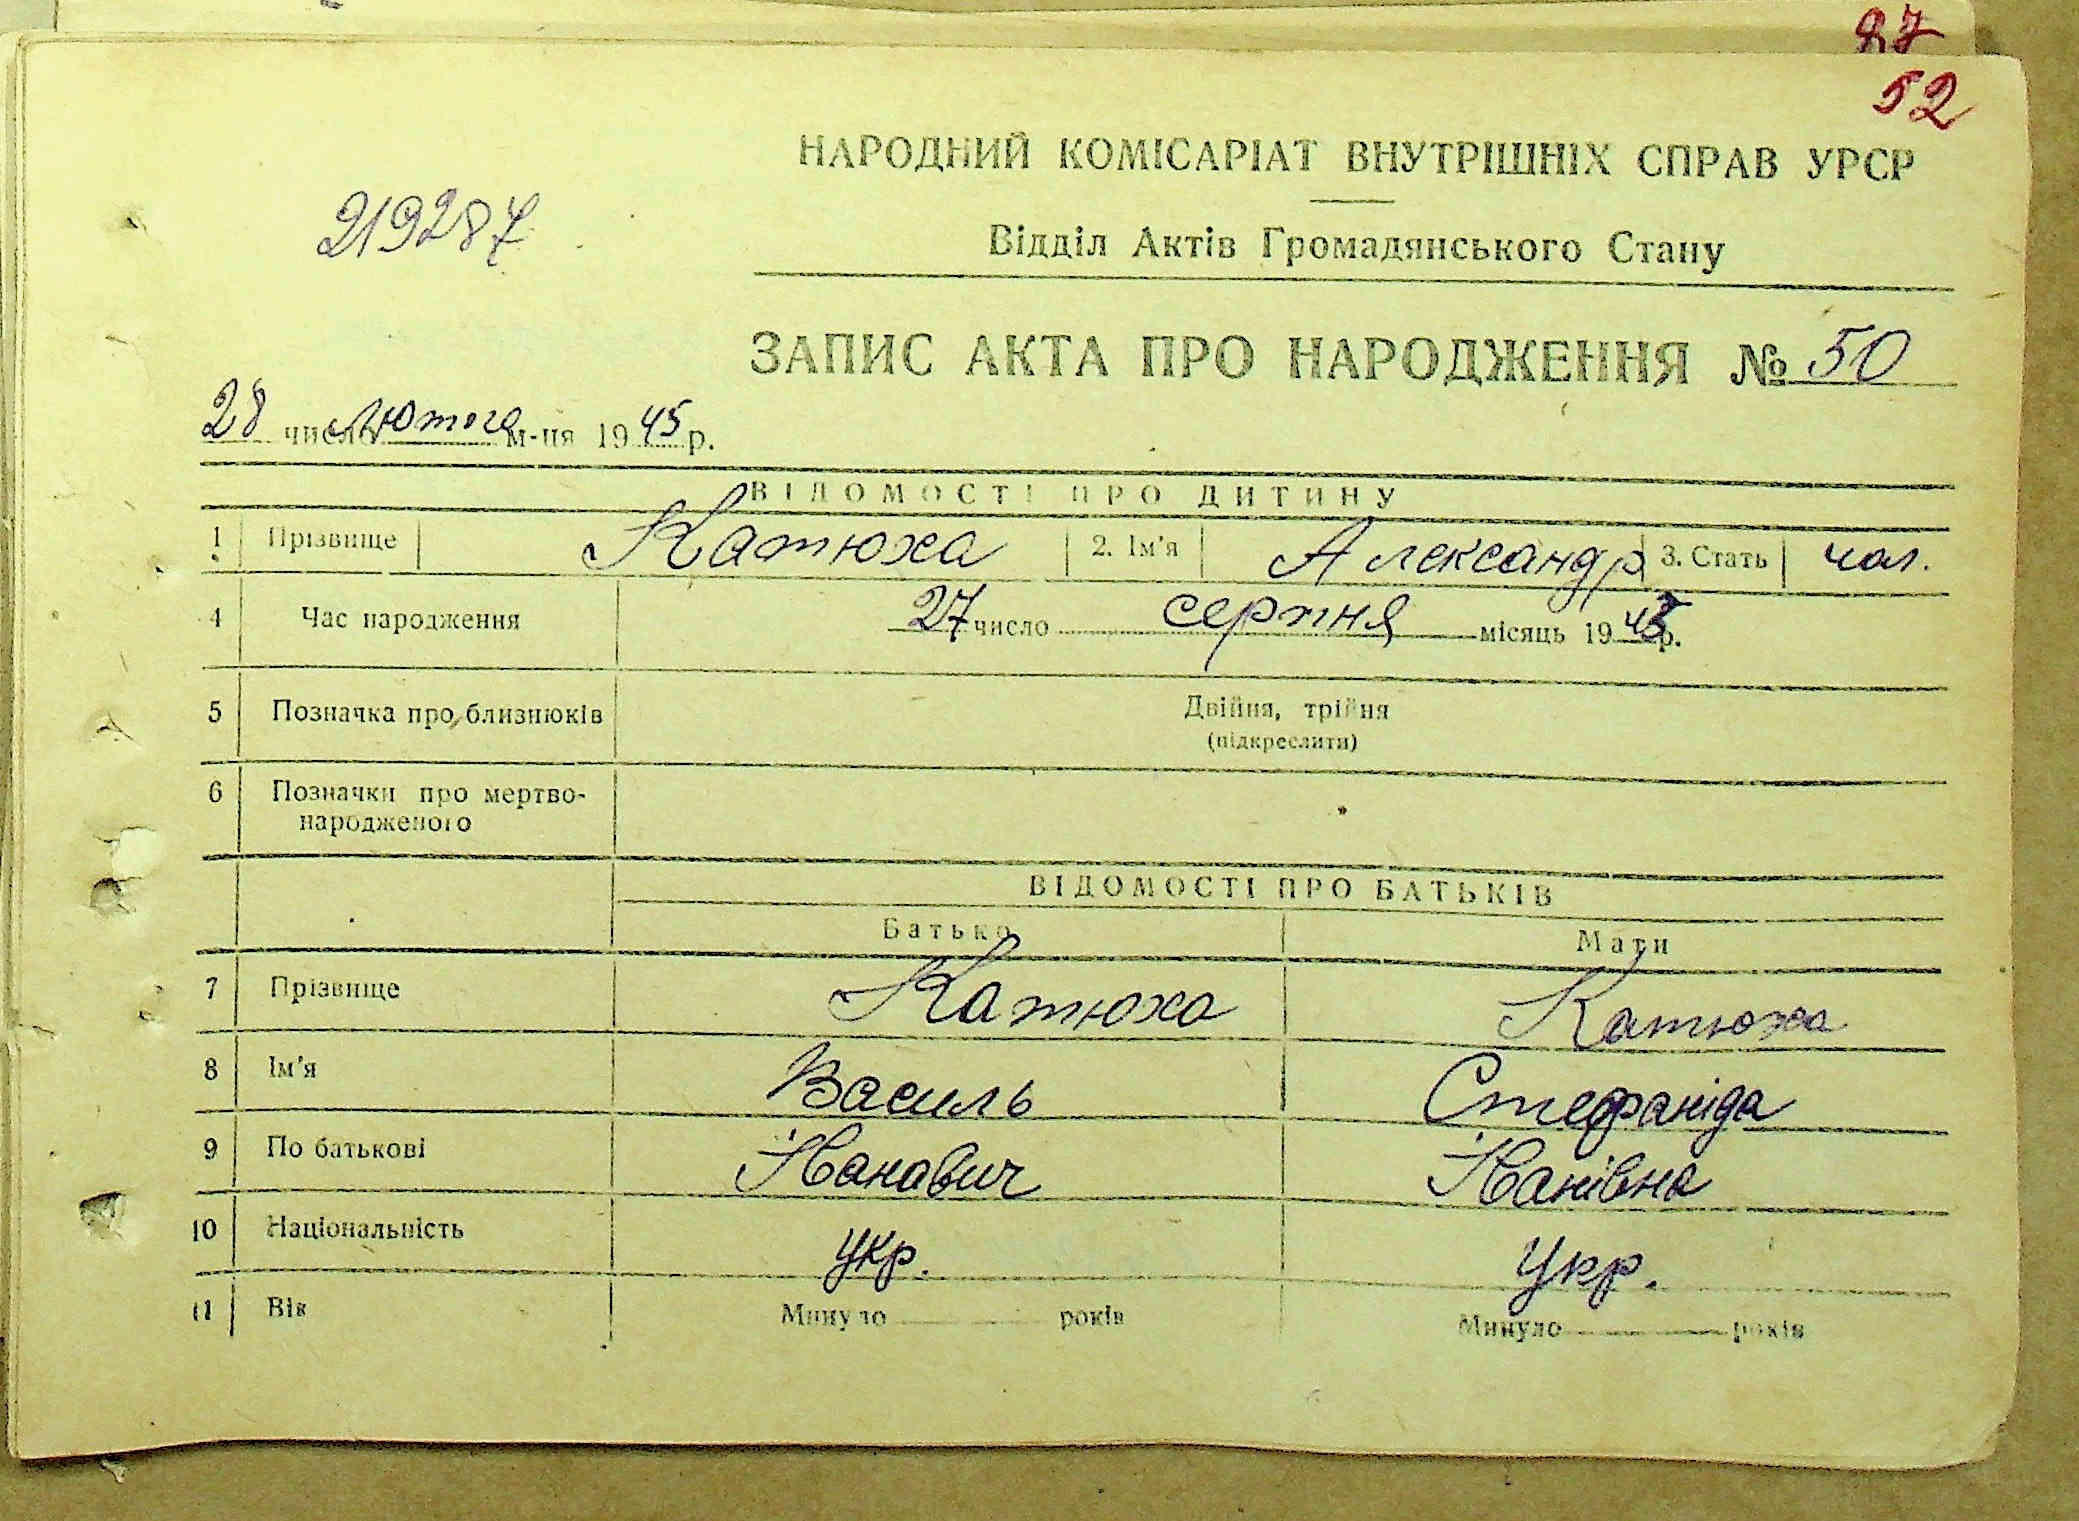 52
НАРОДНИЙ КОМІСАРІАТ ВНУТРІШНІХ СПРАВ УРСР
219287
Відділ Актів Громадянського Стану
ЗАПИС АКТА ПРО НАРОДЖЕННЯ № 50
28 число лютого м-ця 1945 р.
ВІДОМОСТІ ПРО ДИТИНУ
1 Прізвище Катюха 2. Ім'я Александр 3. Стать чол.
4 Час народження 27 число серпня місяць 1943 р.
5 Позначка про близнюків Двійня, трійня
(підкреслити)
6 Позначки про мертво-
народженого
ВІДОМОСТІ ПРО БАТЬКІВ
Батько Мати
7 Прізвище Катюха Катюха
8 Ім'я Василь Стефаніда
9 По батькові Іванович Іванівна
10 Національність укр. Укр.
11 Вік Минуло років Минуло років